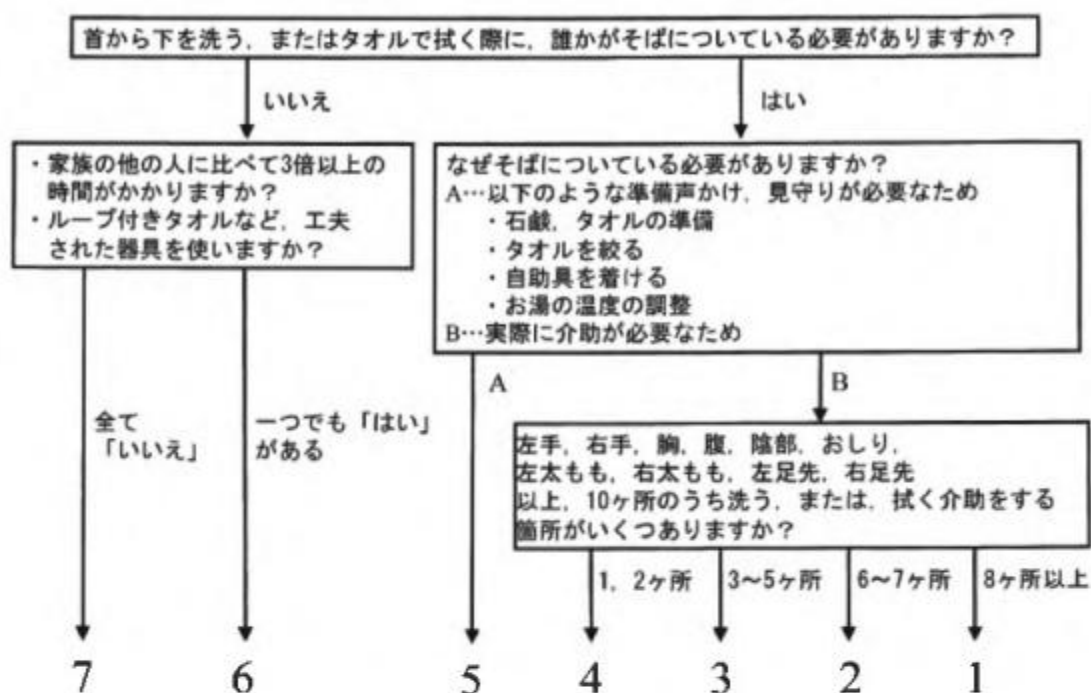 首から下を洗う，またはタオルで拭く際に，誰かがそばについている必要がありますか？
いいえ
はい
・家族の他の人に比べて3倍以上の
時間がかかりますか？
・ループ付きタオルなど，工夫
された器具を使いますか？
なぜそばについている必要がありますか？
A…以下のような準備声かけ，見守りが必要なため
・石鹸，タオルの準備
・タオルを絞る
・自助具を着ける
・お湯の温度の調整
B…実際に介助が必要なため
全て
「いいえ」
一つでも「はい」
がある
A
B
左手，右手，胸，腹，陰部，おしり，
左太もも，右太もも，左足先，右足先
以上，10ヶ所のうち洗う，または，拭く介助をする
箇所がいくつありますか？
1，2ヶ所
3～5ヶ所
6～7ヶ所
8ヶ所以上
7
6
5
4
3
2
1